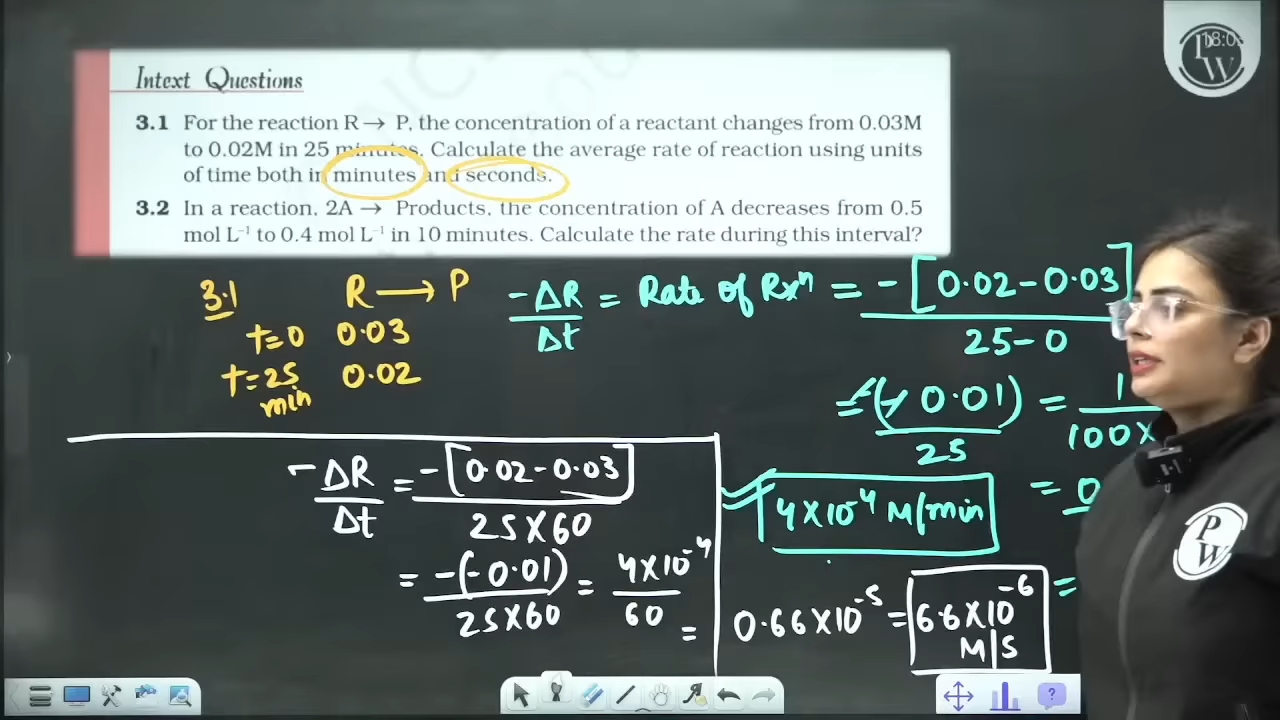 18:0
PW
Intext Questions
3.1 For the reaction R → P, the concentration of a reactant changes from 0.03M
to 0.02M in 25 minutes. Calculate the average rate of reaction using units
of time both in minutes and seconds.
3.2 In a reaction, 2A → Products, the concentration of A decreases from 0.5
mol L⁻¹ to 0.4 mol L⁻¹ in 10 minutes. Calculate the rate during this interval?
3.1 R ⟶ P
t=0 0.03
t=25 min 0.02
-ΔR/Δt = Rate of Rxⁿ = -[0.02-0.03]/25-0
= -(-0.01)/25 = 1/100×
= 0
4×10⁻⁴ M/min
=
-ΔR/Δt = -[0.02-0.03]/25×60
= -(-0.01)/25×60 = 4×10⁻⁴/60
= 0.66×10⁻⁵ = 6.6×10⁻⁶ M/S
PW